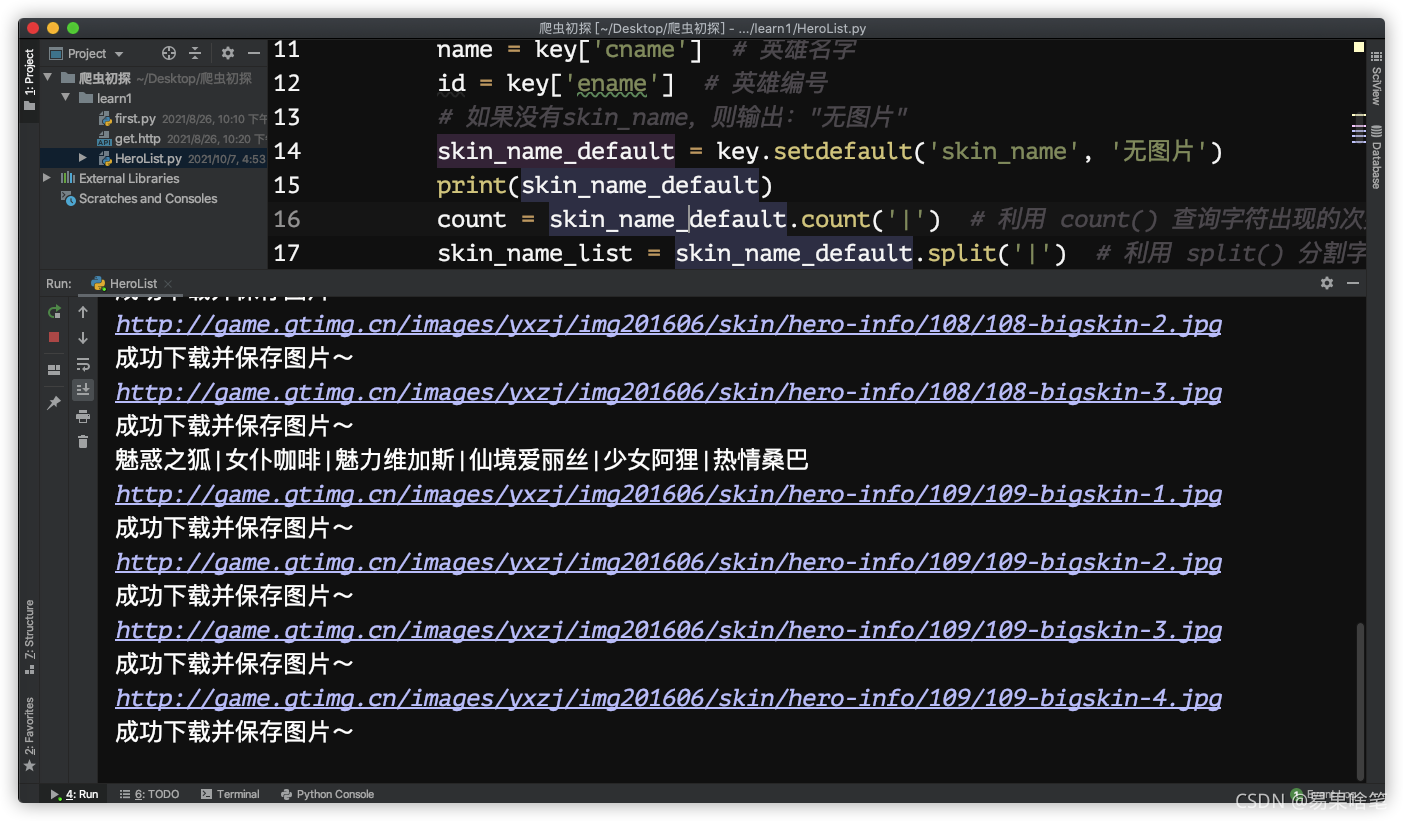 爬虫初探 [~/Desktop/爬虫初探] - .../learn1/HeroList.py
1: Project
Project
爬虫初探 ~/Desktop/爬虫初探
learn1
first.py 2021/8/26, 10:10 下午
get.http 2021/8/26, 10:20 下
HeroList.py 2021/10/7, 4:53
External Libraries
Scratches and Consoles
11 name = key['cname'] # 英雄名字
12 id = key['ename'] # 英雄编号
13 # 如果没有skin_name, 则输出: "无图片"
14 skin_name_default = key.setdefault('skin_name', '无图片')
15 print(skin_name_default)
16 count = skin_name_default.count('|') # 利用 count() 查询字符出现的次
17 skin_name_list = skin_name_default.split('|') # 利用 split() 分割字
SciView
Database
Run: HeroList
成功下载并保存图片~
http://game.gtimg.cn/images/yxzj/img201606/skin/hero-info/108/108-bigskin-2.jpg
成功下载并保存图片~
http://game.gtimg.cn/images/yxzj/img201606/skin/hero-info/108/108-bigskin-3.jpg
成功下载并保存图片~
魅惑之狐|女仆咖啡|魅力维加斯|仙境爱丽丝|少女阿狸|热情桑巴
http://game.gtimg.cn/images/yxzj/img201606/skin/hero-info/109/109-bigskin-1.jpg
成功下载并保存图片~
http://game.gtimg.cn/images/yxzj/img201606/skin/hero-info/109/109-bigskin-2.jpg
成功下载并保存图片~
http://game.gtimg.cn/images/yxzj/img201606/skin/hero-info/109/109-bigskin-3.jpg
成功下载并保存图片~
http://game.gtimg.cn/images/yxzj/img201606/skin/hero-info/109/109-bigskin-4.jpg
成功下载并保存图片~
7: Structure
2: Favorites
4: Run 6: TODO Terminal Python Console
1 Event Log
CSDN @易果啥笔